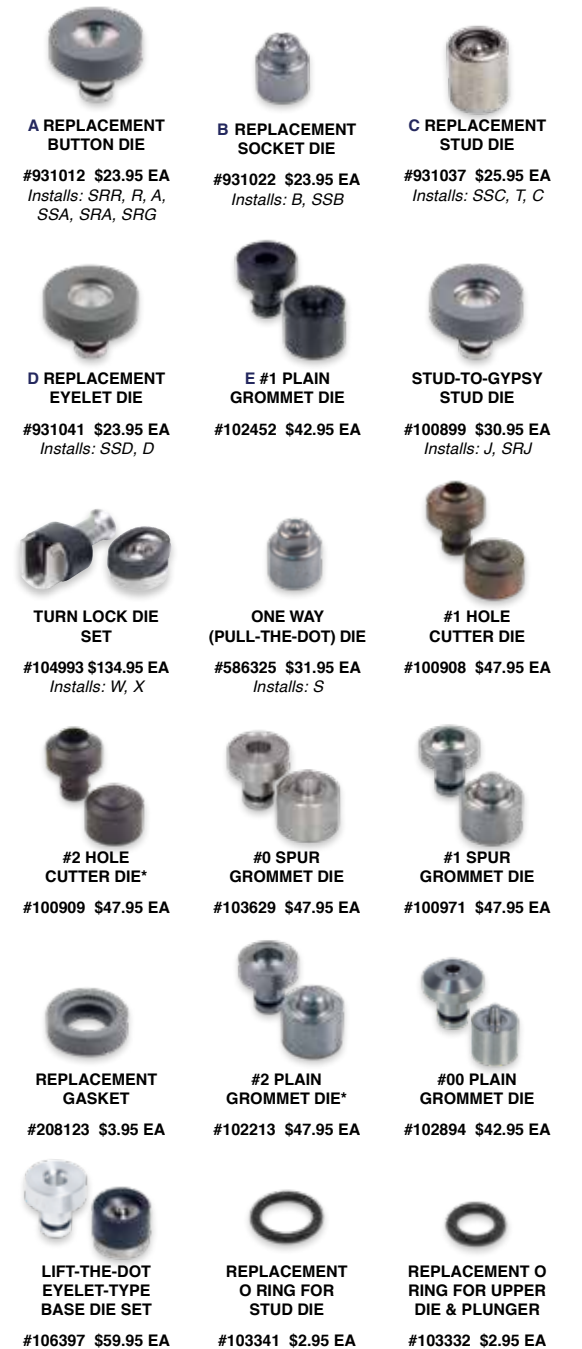 A REPLACEMENT
BUTTON DIE
#931012 $23.95 EA
Installs: SRR, R, A,
SSA, SRA, SRG
B REPLACEMENT
SOCKET DIE
#931022 $23.95 EA
Installs: B, SSB
C REPLACEMENT
STUD DIE
#931037 $25.95 EA
Installs: SSC, T, C
D REPLACEMENT
EYELET DIE
#931041 $23.95 EA
Installs: SSD, D
E #1 PLAIN
GROMMET DIE
#102452 $42.95 EA
STUD-TO-GYPSY
STUD DIE
#100899 $30.95 EA
Installs: J, SRJ
TURN LOCK DIE
SET
#104993 $134.95 EA
Installs: W, X
ONE WAY
(PULL-THE-DOT) DIE
#586325 $31.95 EA
Installs: S
#1 HOLE
CUTTER DIE
#100908 $47.95 EA
#2 HOLE
CUTTER DIE*
#100909 $47.95 EA
#0 SPUR
GROMMET DIE
#103629 $47.95 EA
#1 SPUR
GROMMET DIE
#100971 $47.95 EA
REPLACEMENT
GASKET
#208123 $3.95 EA
#2 PLAIN
GROMMET DIE*
#102213 $47.95 EA
#00 PLAIN
GROMMET DIE
#102894 $42.95 EA
LIFT-THE-DOT
EYELET-TYPE
BASE DIE SET
#106397 $59.95 EA
REPLACEMENT
O RING FOR
STUD DIE
#103341 $2.95 EA
REPLACEMENT O
RING FOR UPPER
DIE & PLUNGER
#103332 $2.95 EA